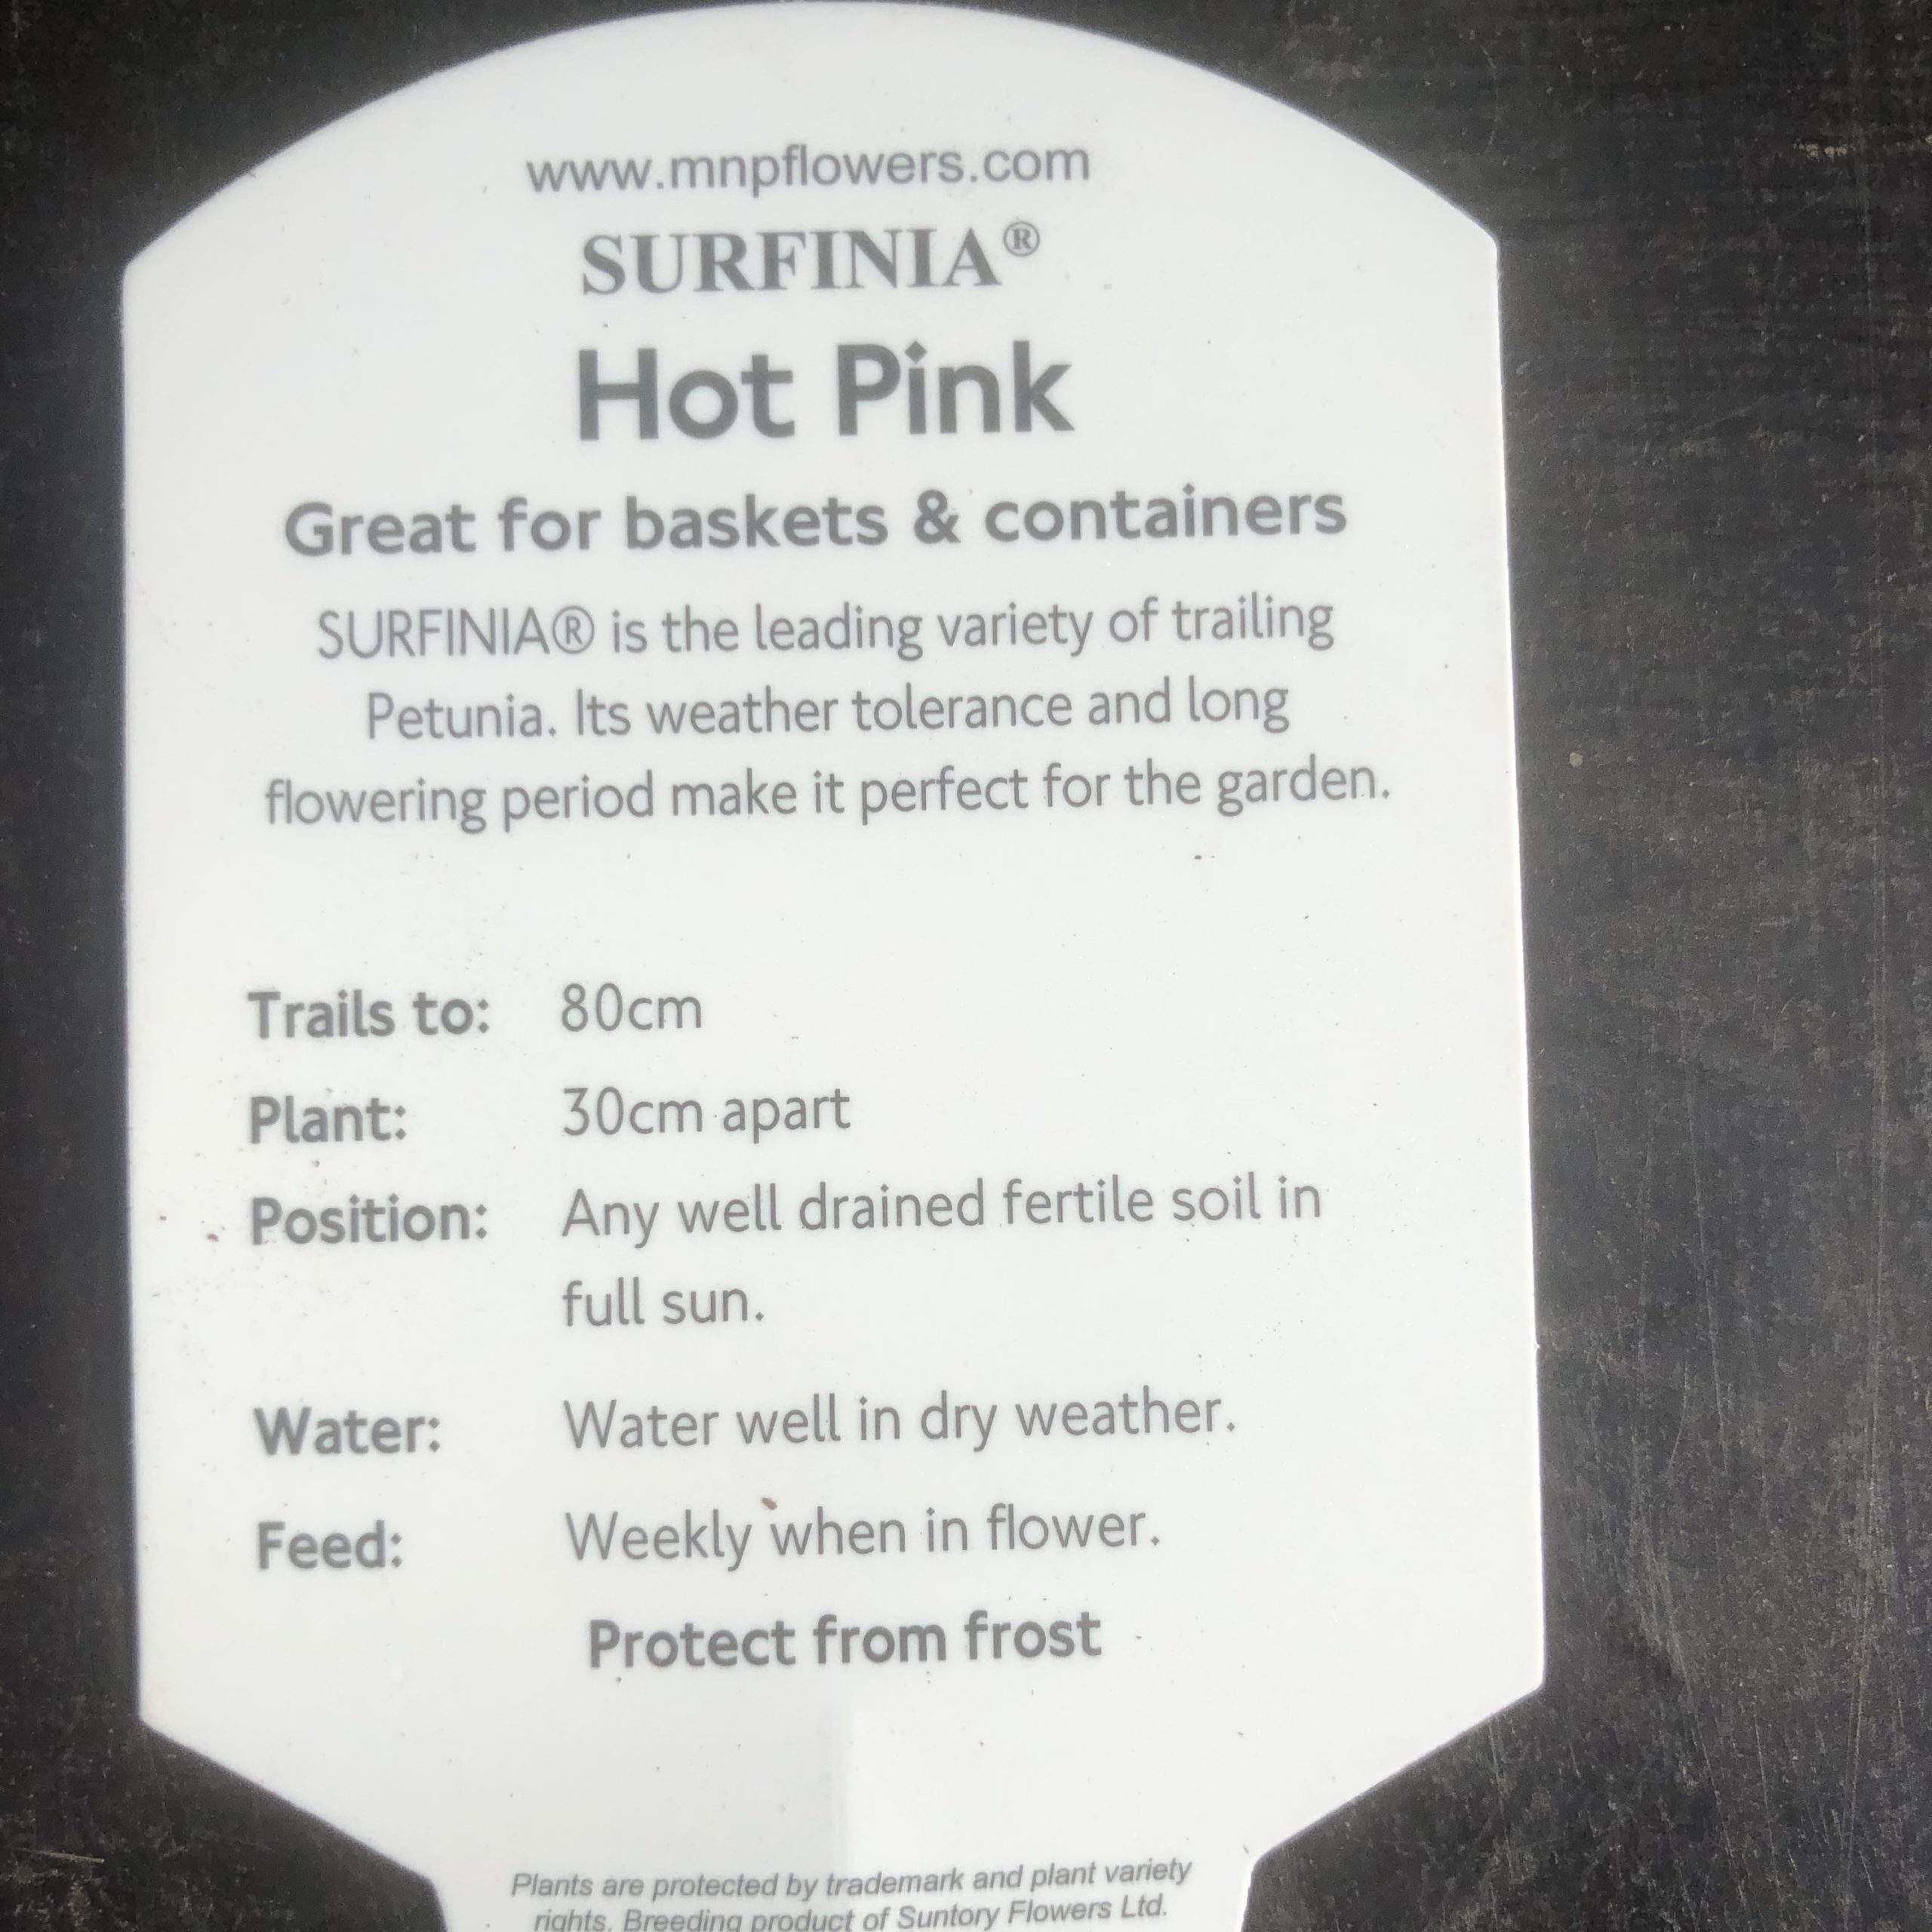 www.mnpflowers.com
SURFINIA®
Hot Pink
Great for baskets & containers
SURFINIA® is the leading variety of trailing
Petunia. Its weather tolerance and long
flowering period make it perfect for the garden.
Trails to: 80cm
Plant: 30cm apart
Position: Any well drained fertile soil in
full sun.
Water: Water well in dry weather.
Feed: Weekly when in flower.
Protect from frost
Plants are protected by trademark and plant variety
rights. Breeding product of Suntory Flowers Ltd.